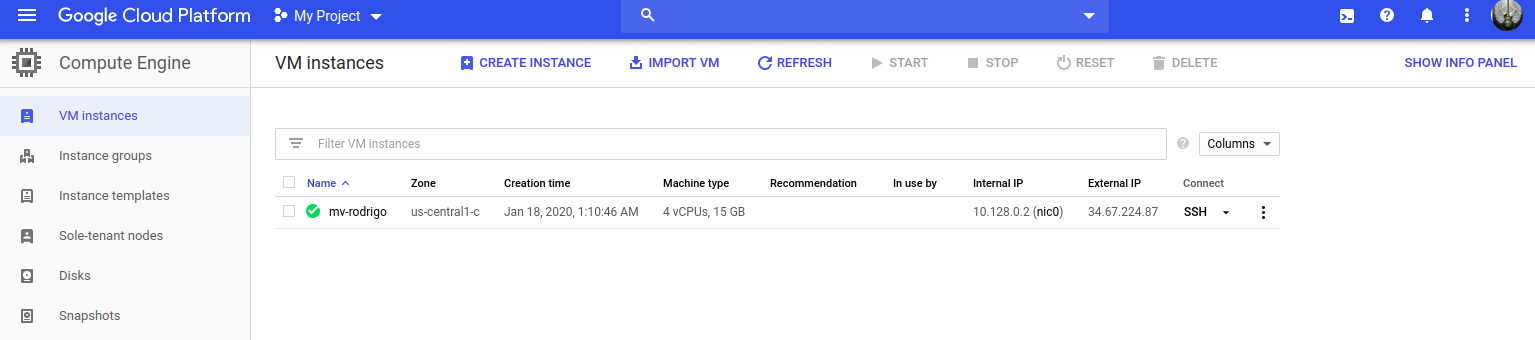 Google Cloud Platform My Project
Compute Engine VM instances CREATE INSTANCE IMPORT VM REFRESH START STOP RESET DELETE SHOW INFO PANEL
VM instances
Instance groups
Instance templates
Sole-tenant nodes
Disks
Snapshots
Filter VM instances Columns
Name Zone Creation time Machine type Recommendation In use by Internal IP External IP Connect
mv-rodrigo us-central1-c Jan 18, 2020, 1:10:46 AM 4 vCPUs, 15 GB 10.128.0.2 (nic0) 34.67.224.87 SSH